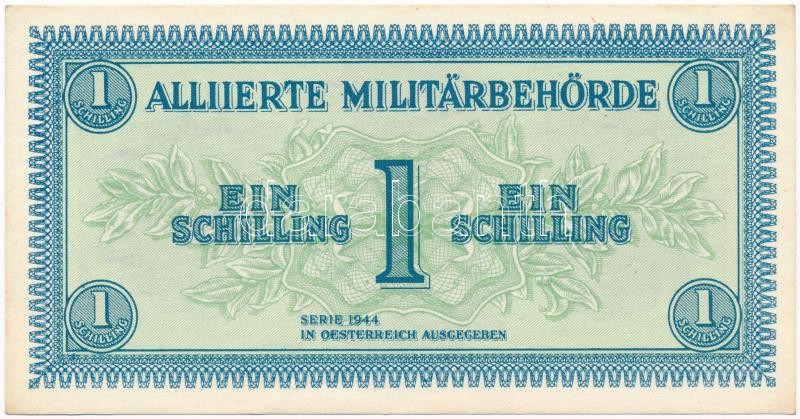 1
SCHILLING
1
SCHILLING
ALLIIERTE MILITÄRBEHÖRDE
EIN
SCHILLING
1
EIN
SCHILLING
darabanth
SERIE 1944
IN OESTERREICH AUSGEGEBEN
1
SCHILLING
1
SCHILLING